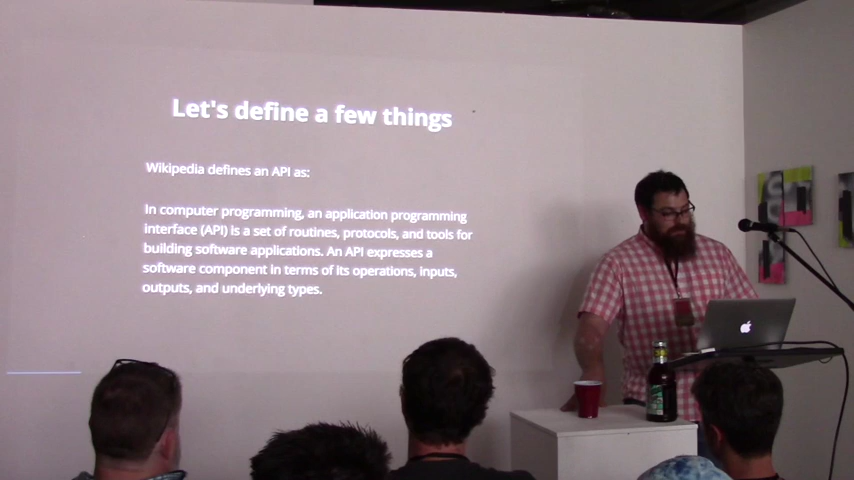 Let's define a few things
Wikipedia defines an API as:
In computer programming, an application programming
interface (API) is a set of routines, protocols, and tools for
building software applications. An API expresses a
software component in terms of its operations, inputs,
outputs, and underlying types.